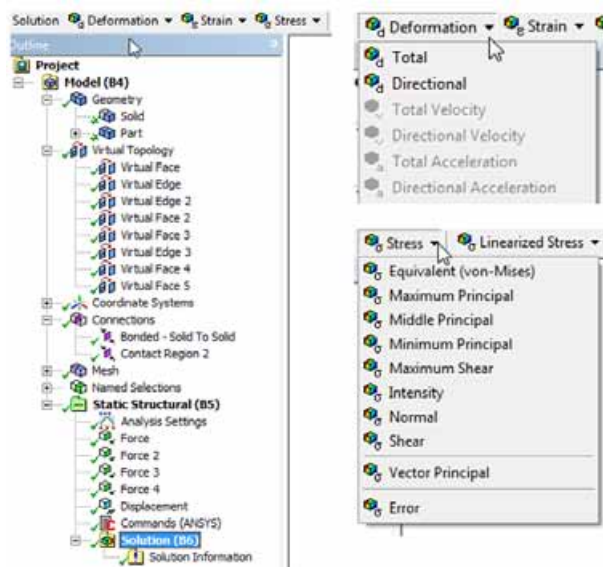 Solution Deformation Strain Stress
Outline
Project
Model (B4)
Geometry
Solid
Part
Virtual Topology
Virtual Face
Virtual Edge
Virtual Edge 2
Virtual Face 2
Virtual Face 3
Virtual Edge 3
Virtual Face 4
Virtual Face 5
Coordinate Systems
Connections
Bonded - Solid To Solid
Contact Region 2
Mesh
Named Selections
Static Structural (B5)
Analysis Settings
Force
Force 2
Force 3
Force 4
Displacement
Commands (ANSYS)
Solution (B6)
Solution Information
Deformation Strain
Total
Directional
Total Velocity
Directional Velocity
Total Acceleration
Directional Acceleration
Stress Linearized Stress
Equivalent (von-Mises)
Maximum Principal
Middle Principal
Minimum Principal
Maximum Shear
Intensity
Normal
Shear
Vector Principal
Error